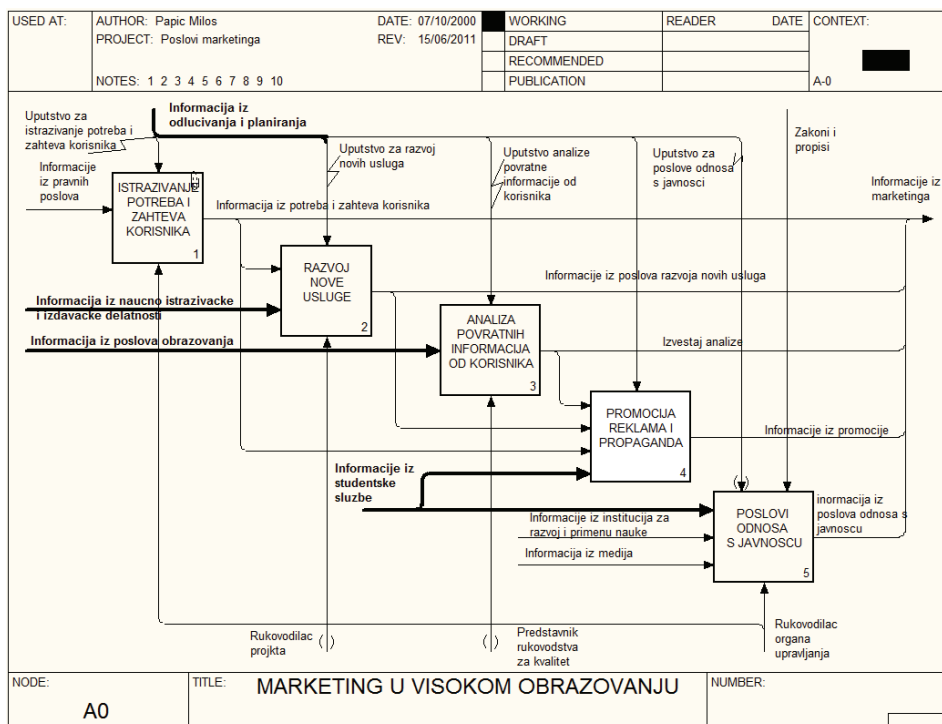 USED AT:
AUTHOR: Papic Milos
DATE: 07/10/2000
PROJECT: Poslovi marketinga
REV: 15/06/2011
NOTES: 1 2 3 4 5 6 7 8 9 10
WORKING
DRAFT
RECOMMENDED
PUBLICATION
READER
DATE
CONTEXT:
A-0
Uputstvo za
istrazivanje potreba i
zahteva korisnika
Informacija iz
odlucivanja i planiranja
Uputstvo za razvoj
novih usluga
Uputstvo analize
povratne
informacije od
korisnika
Uputstvo za
poslove odnosa
s javnosci
Zakoni i
propisi
Informacije
iz pravnih
poslova
ISTRAZIVANJE
POTREBA I
ZAHTEVA
KORISNIKA
1
Informacija iz potreba i zahteva korisnika
Informacije iz
marketinga
RAZVOJ
NOVE
USLUGE
2
Informacije iz poslova razvoja novih usluga
Informacija iz naucno istrazivacke
i izdavacke delatnosti
Informacija iz poslova obrazovanja
ANALIZA
POVRATNIH
INFORMACIJA
OD KORISNIKA
3
Izvestaj analize
PROMOCIJA
REKLAMA I
PROPAGANDA
4
Informacije iz promocije
Informacije iz
studentske
sluzbe
Informacije iz institucija za
razvoj i primenu nauke
Informacija iz medija
POSLOVI
ODNOSA
S JAVNOSCU
5
inormacija iz
poslova odnosa s
javnoscu
Rukovodilac
projkta
Predstavnik
rukovodstva
za kvalitet
Rukovodilac
organa
upravljanja
NODE:
A0
TITLE:
MARKETING U VISOKOM OBRAZOVANJU
NUMBER: